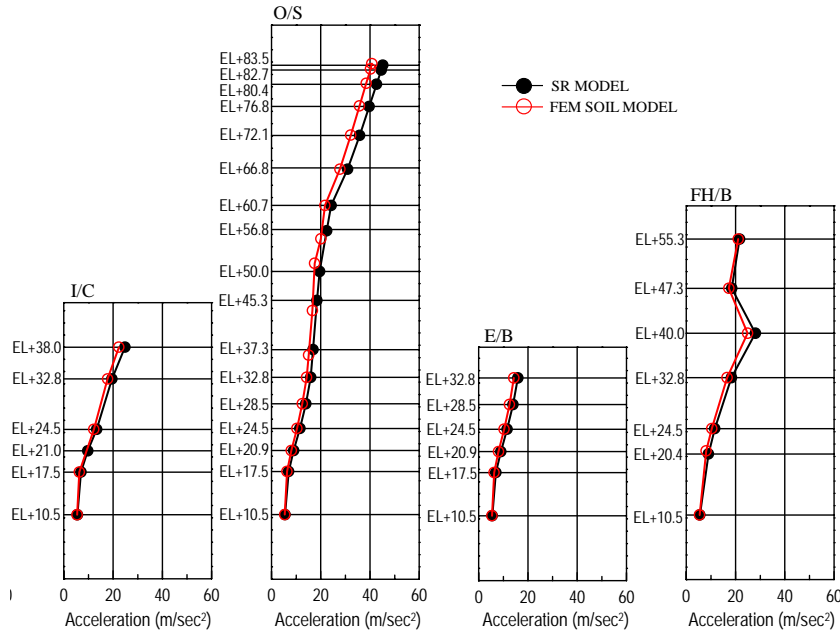 O/S
EL+83.5
EL+82.7
EL+80.4
EL+76.8
EL+72.1
EL+66.8
EL+60.7
EL+56.8
EL+50.0
EL+45.3
EL+37.3
EL+32.8
EL+28.5
EL+24.5
EL+20.9
EL+17.5
EL+10.5
0 20 40 60
Acceleration (m/sec²)
SR MODEL
FEM SOIL MODEL
I/C
EL+38.0
EL+32.8
EL+24.5
EL+21.0
EL+17.5
EL+10.5
0 20 40 60
Acceleration (m/sec²)
E/B
EL+32.8
EL+28.5
EL+24.5
EL+20.9
EL+17.5
EL+10.5
0 20 40 60
Acceleration (m/sec²)
FH/B
EL+55.3
EL+47.3
EL+40.0
EL+32.8
EL+24.5
EL+20.4
EL+10.5
0 20 40 60
Acceleration (m/sec²)